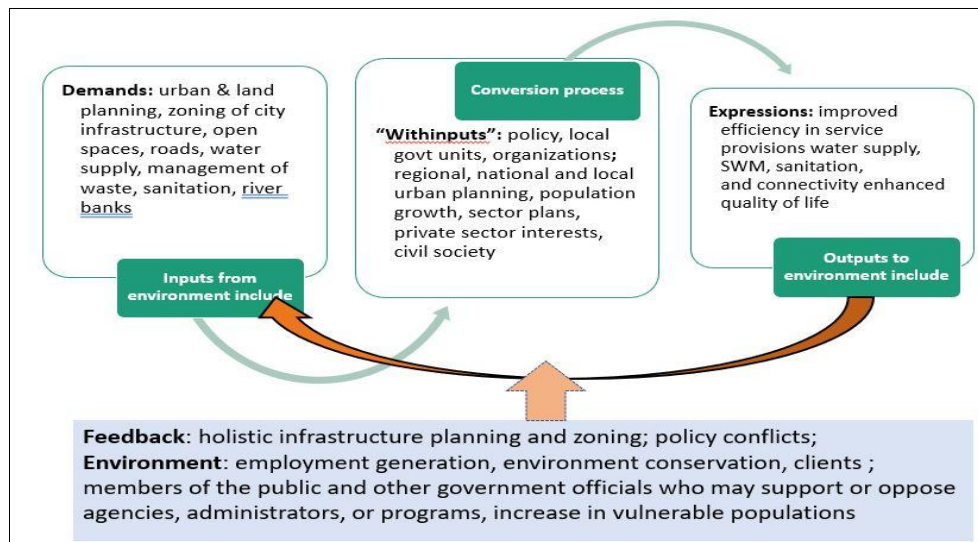 Demands: urban & land
planning, zoning of city
infrastructure, open
spaces, roads, water
supply, management of
waste, sanitation, river
banks
Inputs from
environment include
Conversion process
“Withinputs”: policy, local
govt units, organizations;
regional, national and local
urban planning, population
growth, sector plans,
private sector interests,
civil society
Expressions: improved
efficiency in service
provisions water supply,
SWM, sanitation,
and connectivity enhanced
quality of life
Outputs to
environment include
Feedback: holistic infrastructure planning and zoning; policy conflicts;
Environment: employment generation, environment conservation, clients ;
members of the public and other government officials who may support or oppose
agencies, administrators, or programs, increase in vulnerable populations